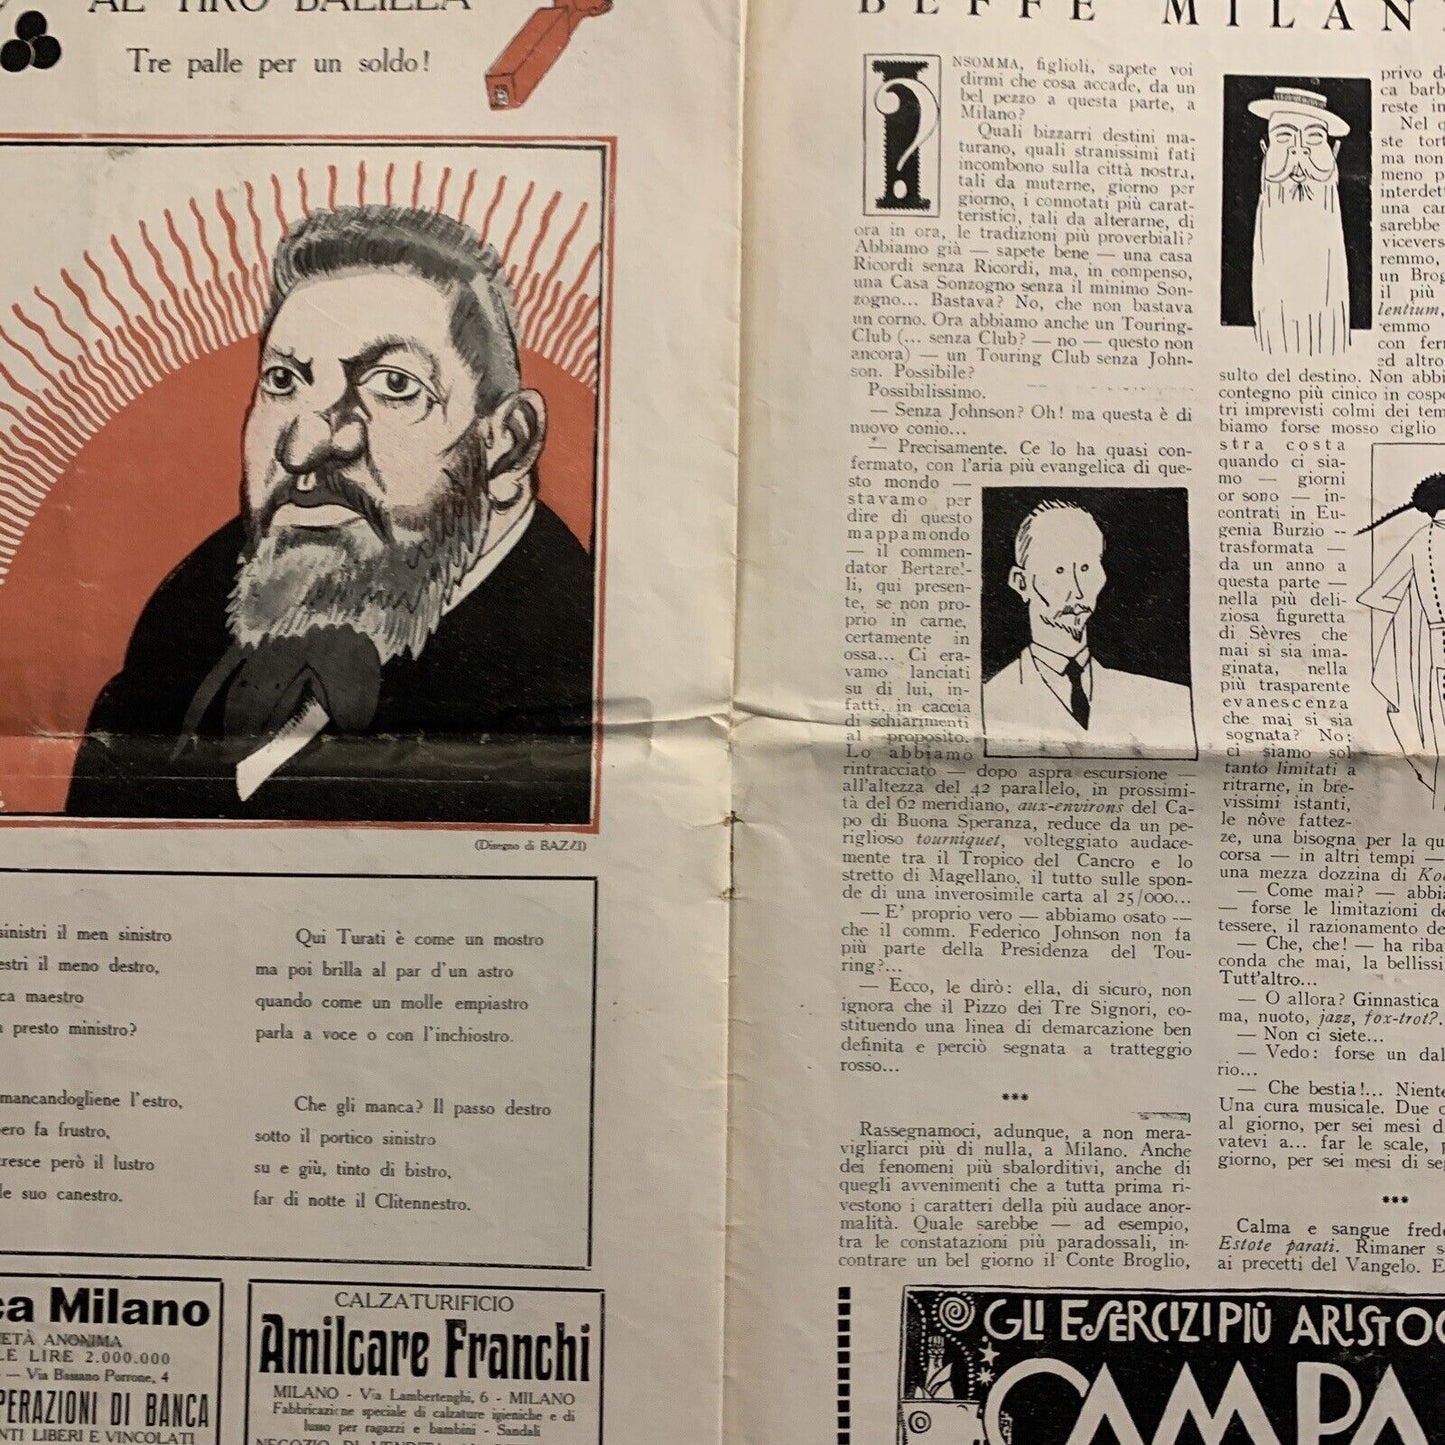 AL TIRO BALILLA
Tre palle per un soldo!
(Disegno di BAZZI)
sinistri il men sinistro
estri il meno destro,
ca maestro
presto ministro?
mancandogliene l'estro,
ero fa frustro,
cresce però il lustro
le suo canestro.
Qui Turati è come un mostro
ma poi brilla al par d'un astro
quando come un molle empiastro
parla a voce o con l'inchiostro.
Che gli manca? Il passo destro
sotto il portico sinistro
su e giù, tinto di bistro,
far di notte il Clitennestro.
ca Milano
ETÀ ANONIMA
LE LIRE 2.000.000
— Via Bassano Porrone, 4
PERAZIONI DI BANCA
NTI LIBERI E VINCOLATI
CALZATURIFICIO
Amilcare Franchi
MILANO - Via Lambertenghi, 6 - MILANO
Fabbricazione speciale di calzature igieniche e di
lusso per ragazzi e bambini - Sandali
NEGOZIO DI VENDITA
BEFFE MILAN
INSOMMA, figlioli, sapete voi
dirmi che cosa accade, da un
bel pezzo a questa parte, a
Milano?
Quali bizzarri destini ma-
turano, quali stranissimi fati
incombono sulla città nostra,
tali da mutarne, giorno per
giorno, i connotati più carat-
teristici, tali da alterarne, di
ora in ora, le tradizioni più proverbiali?
Abbiamo già — sapete bene — una casa
Ricordi senza Ricordi, ma, in compenso,
una Casa Sonzogno senza il minimo Son-
zogno... Bastava? No, che non bastava
un corno. Ora abbiamo anche un Touring-
Club (... senza Club? — no — questo non
ancora) — un Touring Club senza John-
son. Possibile?
Possibilissimo.
— Senza Johnson? Oh! ma questa è di
nuovo conio...
— Precisamente. Ce lo ha quasi con-
fermato, con l'aria più evangelica di que-
sto mondo —
stavamo per
dire di questo
mappamondo
— il commen-
dator Bertarel-
li, qui presen-
te, se non pro-
prio in carne,
certamente in
ossa... Ci era-
vamo lanciati
su di lui, in-
fatti, in caccia
di schiarimenti
al proposito.
Lo abbiamo
rintracciato — dopo aspra escursione —
all'altezza del 42 parallelo, in prossimi-
tà del 62 meridiano, aux-environs del Ca-
po di Buona Speranza, reduce da un pe-
riglioso tourniquet, volteggiato audace-
mente tra il Tropico del Cancro e lo
stretto di Magellano, il tutto sulle spon-
de di una inverosimile carta al 25/000...
— E' proprio vero — abbiamo osato —
che il comm. Federico Johnson non fa
più parte della Presidenza del Tou-
ring?...
— Ecco, le dirò: ella, di sicuro, non
ignora che il Pizzo dei Tre Signori, co-
stituendo una linea di demarcazione ben
definita e perciò segnata a tratteggio
rosso...
***
Rassegnamoci, adunque, a non mera-
vigliarci più di nulla, a Milano. Anche
dei fenomeni più sbalorditivi, anche di
quegli avvenimenti che a tutta prima ri-
vestono i caratteri della più audace anor-
malità. Quale sarebbe — ad esempio,
tra le constatazioni più paradossali, in-
contrare un bel giorno il Conte Broglio,
privo de
ca barb
reste in
Nel c
ste tort
ma non
meno p
interdett
una car
sarebbe
vicevers
remmo,
un Brog
il più
lentium,
remmo
con ferm
ed altro
sulto del destino. Non abbi
contegno più cinico in cospe
tri imprevisti colmi dei tem
biamo forse mosso ciglio
stra costa
quando ci sia-
mo — giorni
or sono — in-
contrati in Eu-
genia Burzio --
trasformata —
da un anno a
questa parte —
nella più deli-
ziosa figuretta
di Sèvres che
mai si sia ima-
ginata, nella
più trasparente
evanescenza
che mai si sia
sognata? No:
ci siamo sol
tanto limitati a
ritrarne, in bre-
vissimi istanti,
le nôve fattez-
ze, una bisogna per la qu
corsa — in altri tempi —
una mezza dozzina di Ko
— Come mai? — abbia
— forse le limitazioni de
tessere, il razionamento de
— Che, che! — ha riba
conda che mai, la bellissi
Tutt'altro...
— O allora? Ginnastica
ma, nuoto, jazz, fox-trot?.
— Non ci siete...
— Vedo: forse un dal
rio...
— Che bestia!... Niente
Una cura musicale. Due c
al giorno, per sei mesi d
vatevi a... far le scale, p
giorno, per sei mesi di se
***
Calma e sangue fredd
Estote parati. Rimaner s
ai precetti del Vangelo. E
GLI ESERCIZI PIÙ ARISTOC
CAMPA